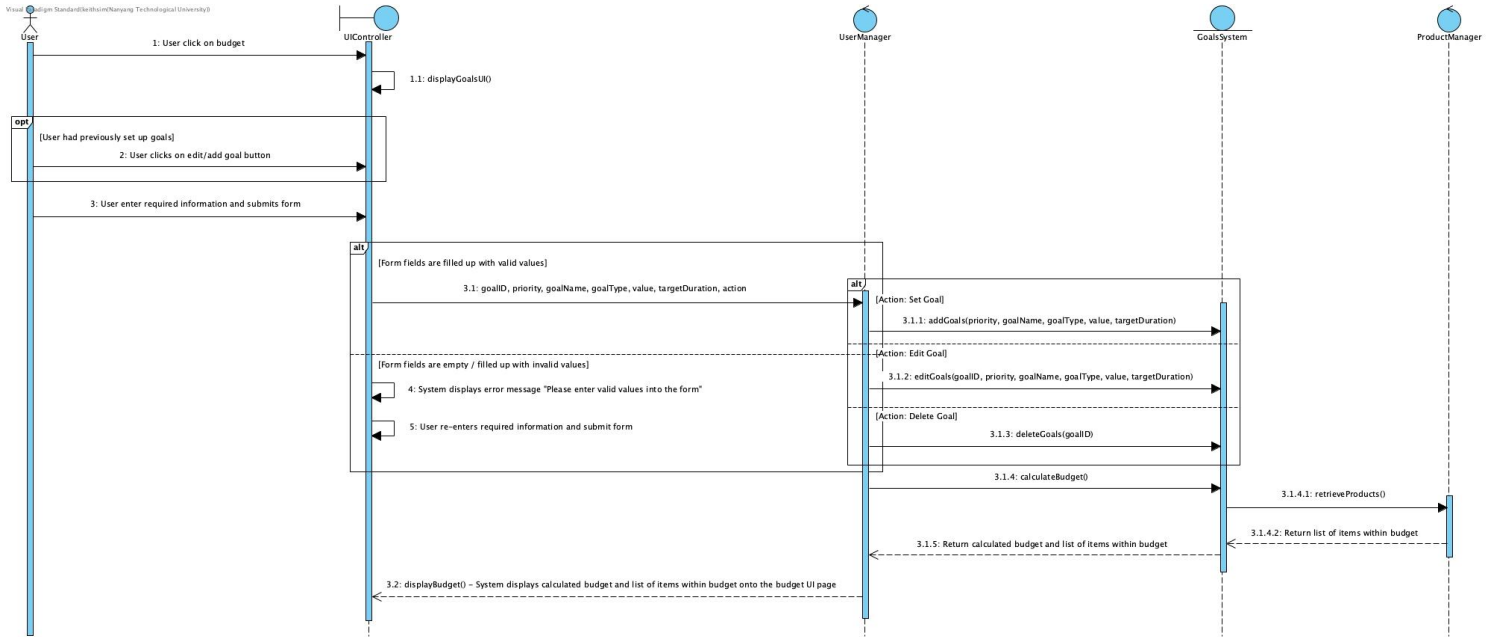 Visual Paradigm Standard(keithsim(Nanyang Technological University))
User
UIController
UserManager
GoalsSystem
ProductManager
1: User click on budget
1.1: displayGoalsUI()
opt
[User had previously set up goals]
2: User clicks on edit/add goal button
3: User enter required information and submits form
alt
[Form fields are filled up with valid values]
3.1: goalID, priority, goalName, goalType, value, targetDuration, action
alt
[Action: Set Goal]
3.1.1: addGoals(priority, goalName, goalType, value, targetDuration)
[Action: Edit Goal]
[Form fields are empty / filled up with invalid values]
3.1.2: editGoals(goalID, priority, goalName, goalType, value, targetDuration)
4: System displays error message "Please enter valid values into the form"
[Action: Delete Goal]
5: User re-enters required information and submit form
3.1.3: deleteGoals(goalID)
3.1.4: calculateBudget()
3.1.4.1: retrieveProducts()
3.1.4.2: Return list of items within budget
3.1.5: Return calculated budget and list of items within budget
3.2: displayBudget() - System displays calculated budget and list of items within budget onto the budget UI page